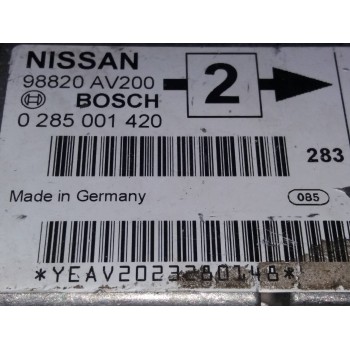 NISSAN
98820 AV200
2
BOSCH
0 285 001 420
283
Made in Germany
085
*YEAV2023280148*